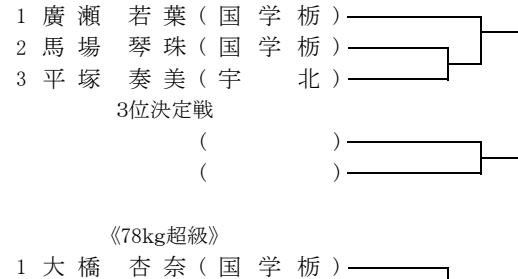 1 廣瀬 若葉(国学栃)
2 馬場 琴珠(国学栃)
3 平塚 奏美(宇北)
3位決定戦
( )
( )
《78kg超級》
1 大橋 杏奈(国学栃)